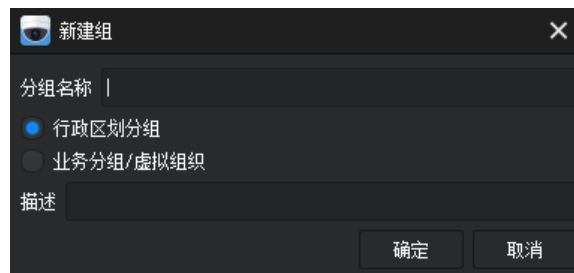 新建组
分组名称
行政区划分组
业务分组/虚拟组织
描述
确定 取消